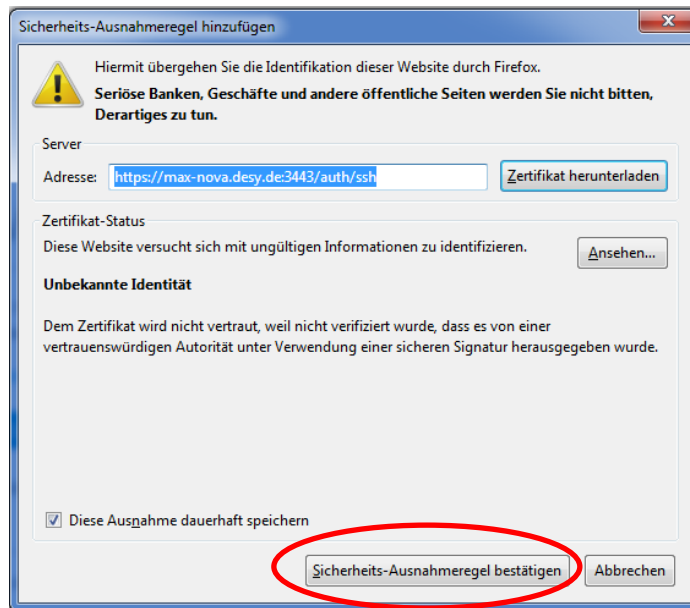 Sicherheits-Ausnahmeregel hinzufügen
Hiermit übergehen Sie die Identifikation dieser Website durch Firefox.
Seriöse Banken, Geschäfte und andere öffentliche Seiten werden Sie nicht bitten,
Derartiges zu tun.
Server
Adresse: https://max-nova.desy.de:3443/auth/ssh Zertifikat herunterladen
Zertifikat-Status
Diese Website versucht sich mit ungültigen Informationen zu identifizieren. Ansehen...
Unbekannte Identität
Dem Zertifikat wird nicht vertraut, weil nicht verifiziert wurde, dass es von einer
vertrauenswürdigen Autorität unter Verwendung einer sicheren Signatur herausgegeben wurde.
Diese Ausnahme dauerhaft speichern
Sicherheits-Ausnahmeregel bestätigen Abbrechen